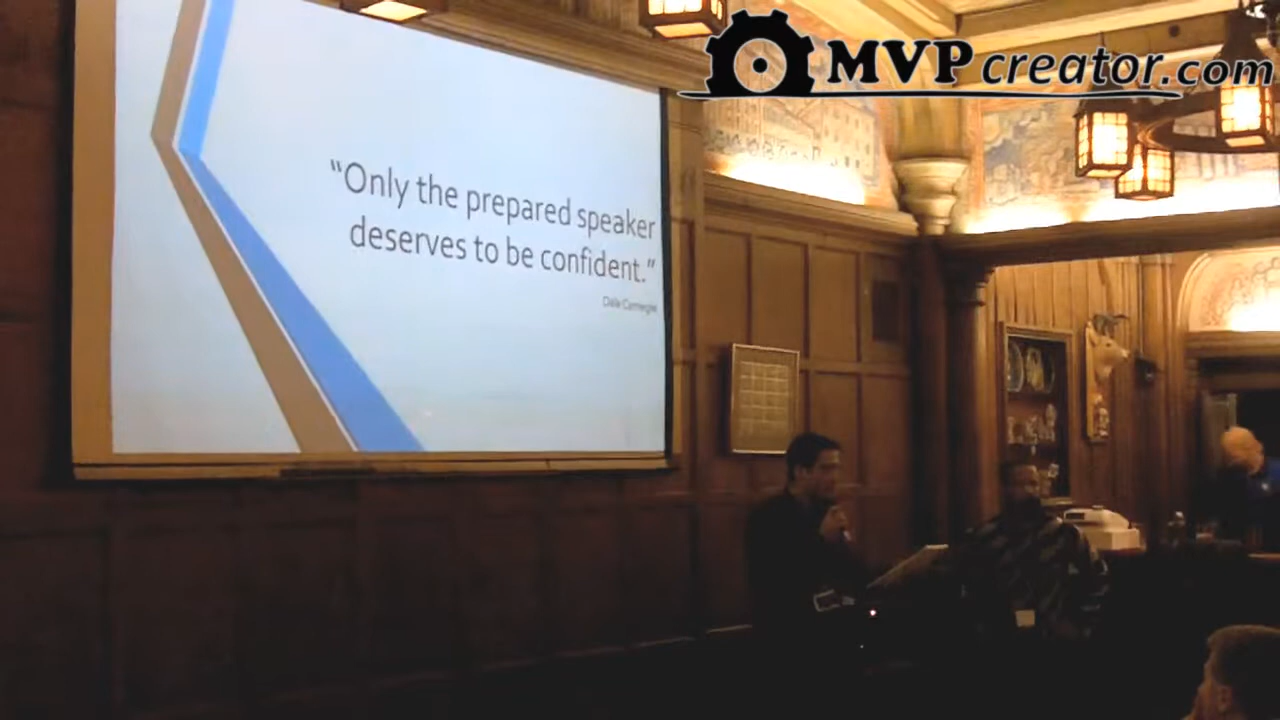 MVPcreator.com
“Only the prepared speaker
deserves to be confident.”
Dale Carnegie